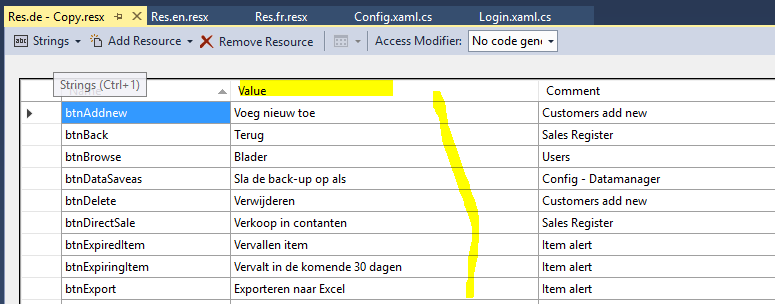 Res.de - Copy.resx Res.en.resx Res.fr.resx Config.xaml.cs Login.xaml.cs
abc Strings Add Resource Remove Resource Access Modifier: No code gene
Strings (Ctrl+1)
Name Value Comment
btnAddnew Voeg nieuw toe Customers add new
btnBack Terug Sales Register
btnBrowse Blader Users
btnDataSaveas Sla de back-up op als Config - Datamanager
btnDelete Verwijderen Customers add new
btnDirectSale Verkoop in contanten Sales Register
btnExpiredItem Vervallen item Item alert
btnExpiringItem Vervalt in de komende 30 dagen Item alert
btnExport Exporteren naar Excel Item alert